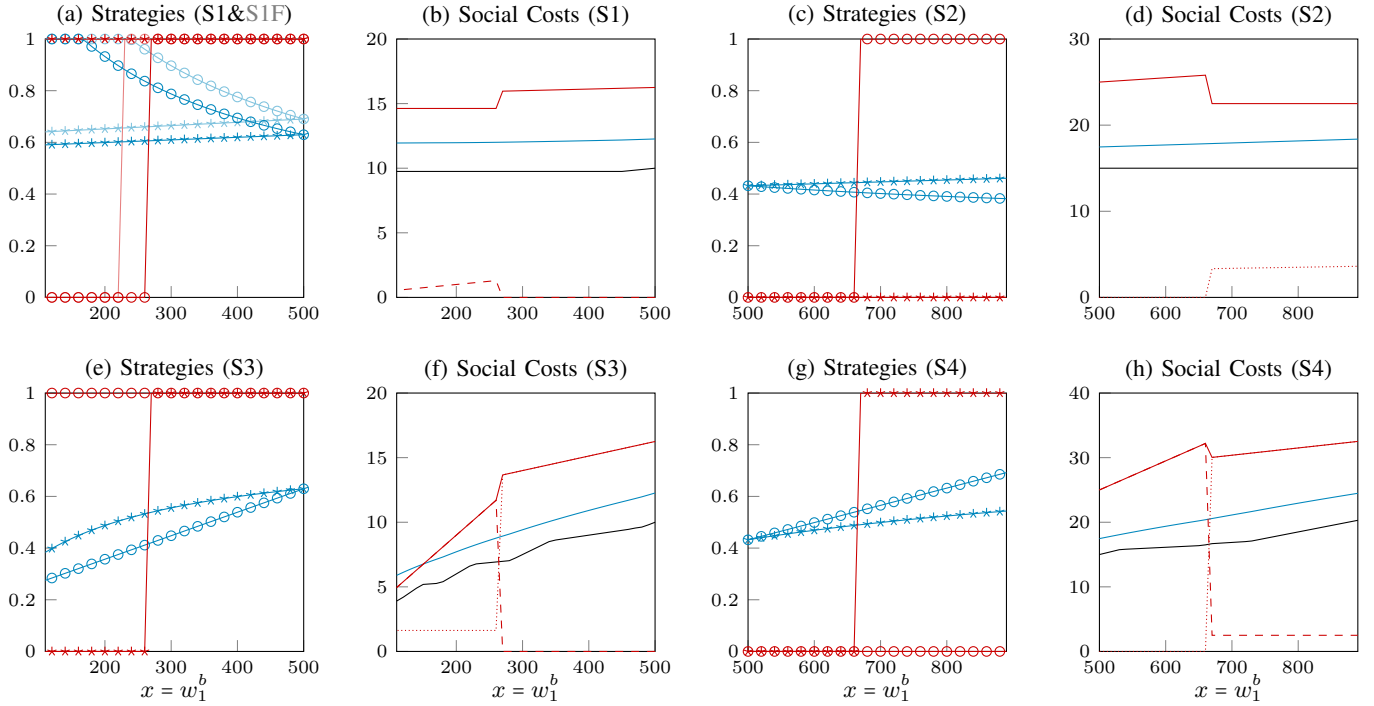 (a) Strategies (S1&S1F)
(b) Social Costs (S1)
(c) Strategies (S2)
(d) Social Costs (S2)
1
0.8
0.6
0.4
0.2
0
200 300 400 500
20
15
10
5
0
200 300 400 500
1
0.8
0.6
0.4
0.2
0
500 600 700 800
30
20
10
0
500 600 700 800
(e) Strategies (S3)
(f) Social Costs (S3)
(g) Strategies (S4)
(h) Social Costs (S4)
1
0.8
0.6
0.4
0.2
0
200 300 400 500
x = w₁ᵇ
20
15
10
5
0
200 300 400 500
x = w₁ᵇ
1
0.8
0.6
0.4
0.2
0
500 600 700 800
x = w₁ᵇ
40
30
20
10
0
500 600 700 800
x = w₁ᵇ